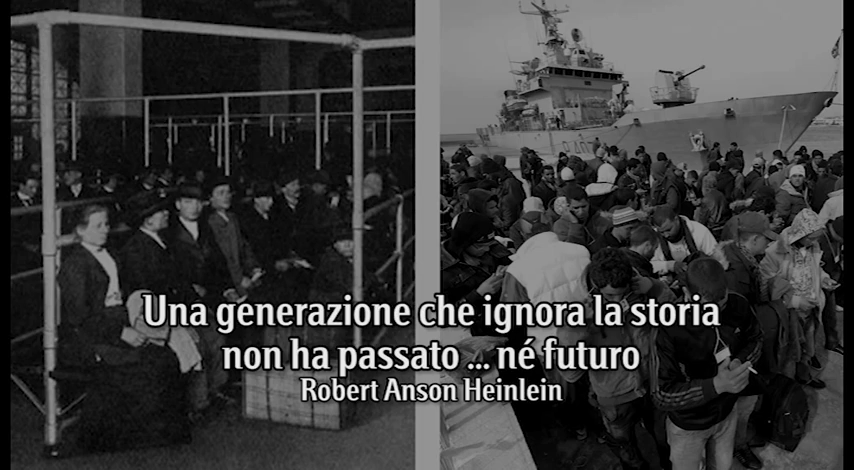 Una generazione che ignora la storia
non ha passato ... né futuro
Robert Anson Heinlein